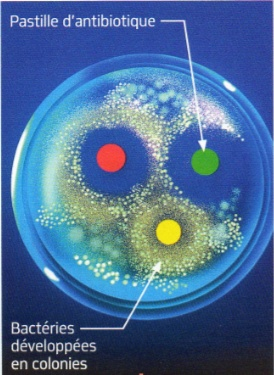 Pastille d'antibiotique
Bactéries
développées
en colonies